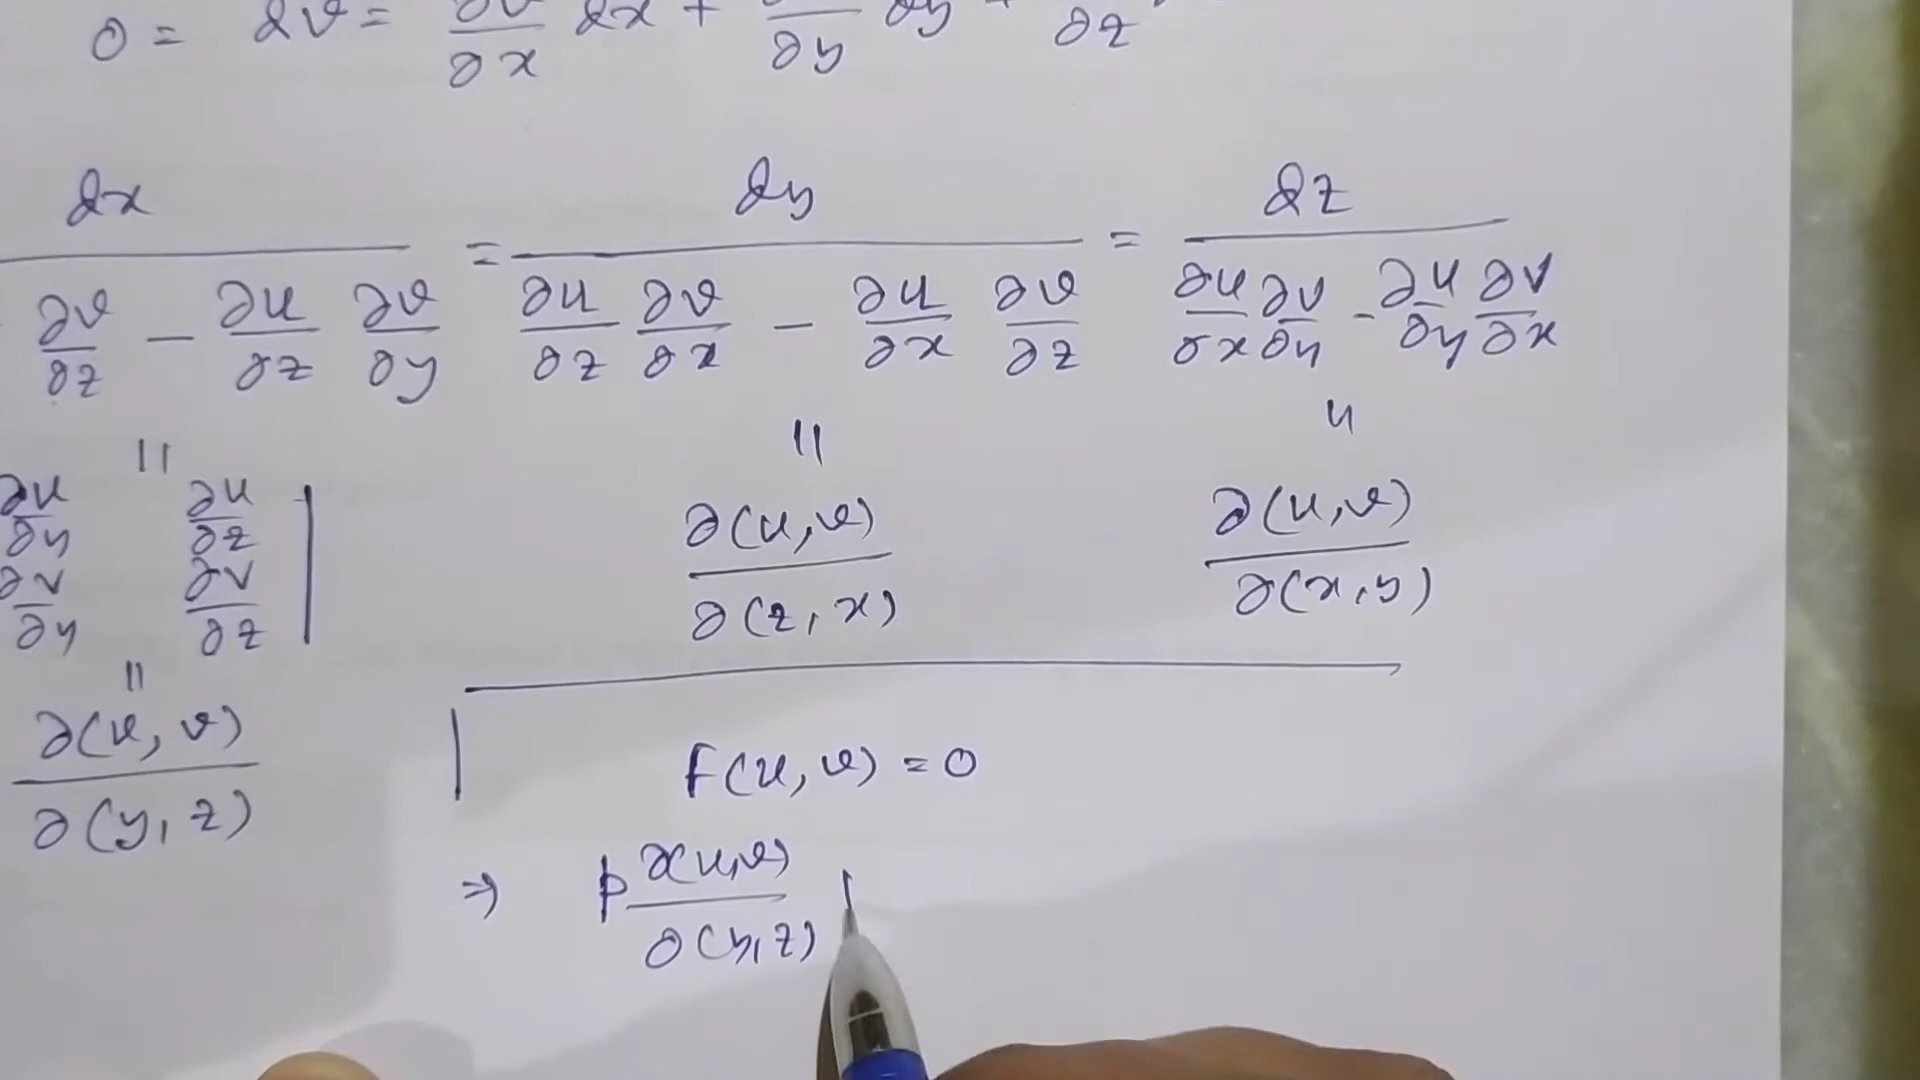 0 = dv = ∂v/∂x dx + ∂y dy + ∂z
dx = dy = dz
∂v/∂z − ∂u/∂z ∂v/∂y ∂u/∂z ∂v/∂x − ∂u/∂x ∂v/∂z ∂u/∂x ∂v/∂y − ∂u/∂y ∂v/∂x
|| || ||
∂u/∂y ∂u/∂z | ∂(u,v)/∂(z,x) ∂(u,v)/∂(x,y)
∂v/∂y ∂v/∂z |
||
∂(u,v)/∂(y,z) F(u,v) = 0
⇒ p ∂(u,v)/∂(y,z)